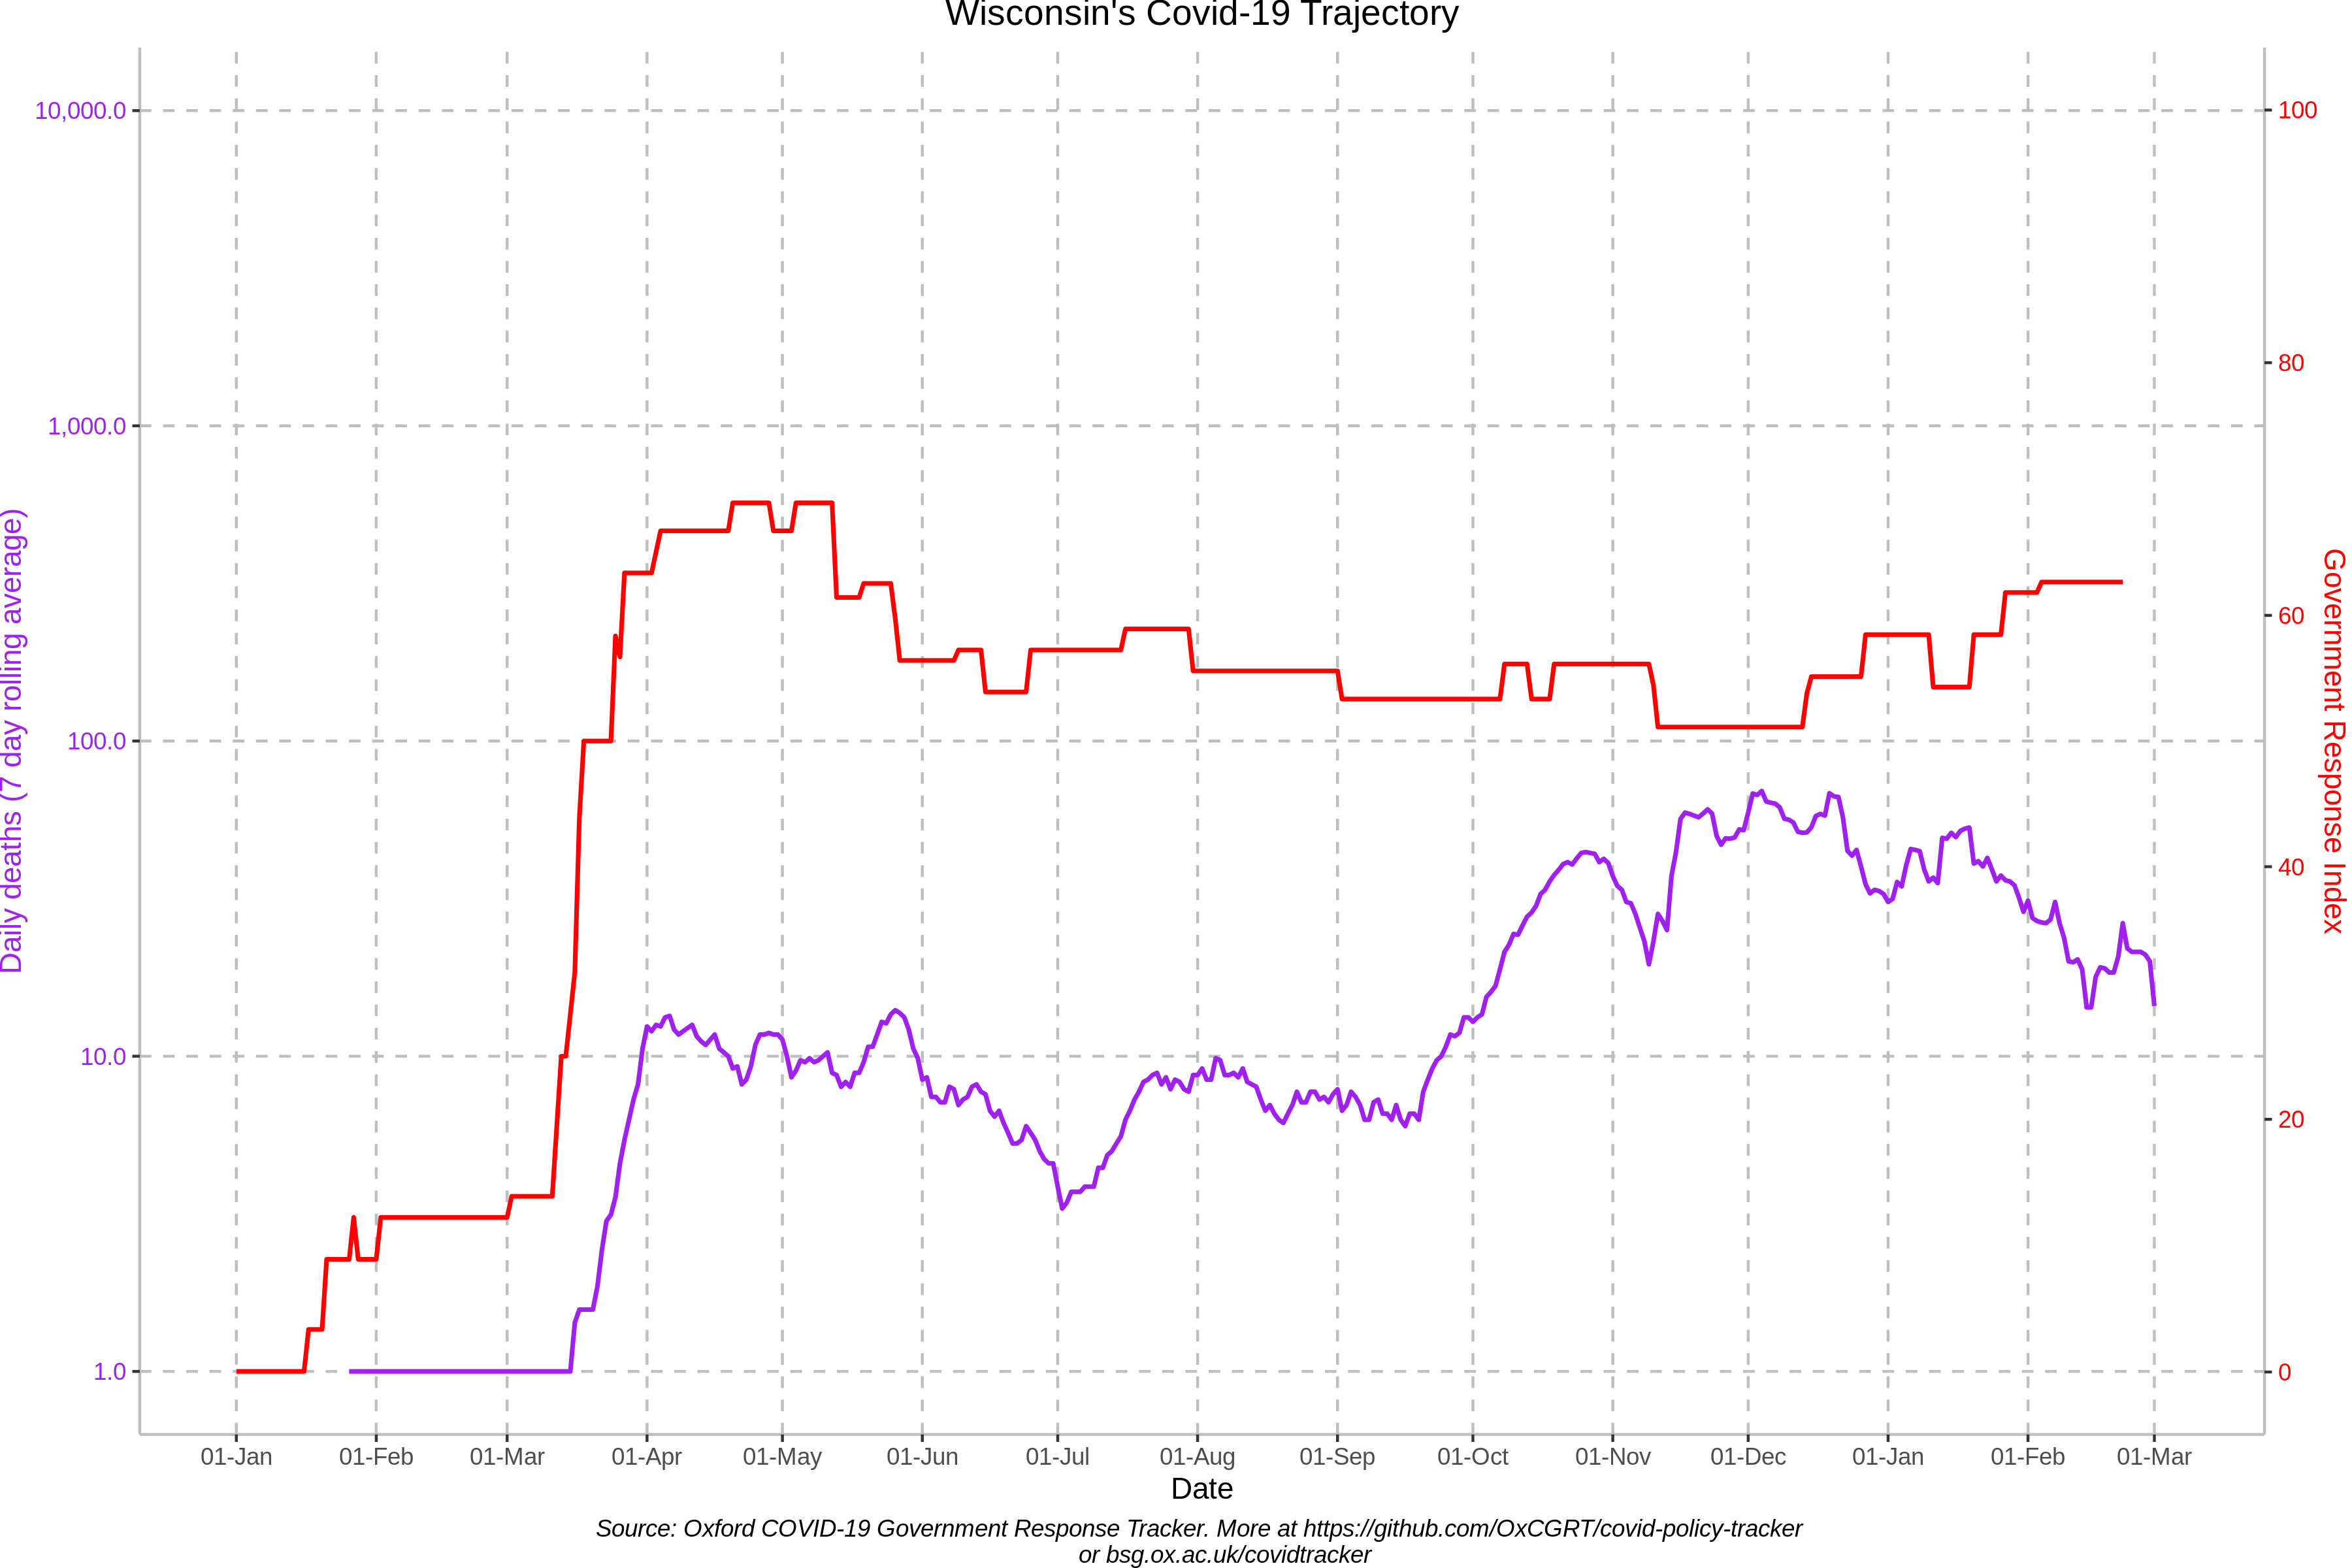 Wisconsin's Covid-19 Trajectory
10,000.0
1,000.0
100.0
10.0
1.0
Daily deaths (7 day rolling average)
100
80
60
40
20
0
Government Response Index
01-Jan 01-Feb 01-Mar 01-Apr 01-May 01-Jun 01-Jul 01-Aug 01-Sep 01-Oct 01-Nov 01-Dec 01-Jan 01-Feb 01-Mar
Date
Source: Oxford COVID-19 Government Response Tracker. More at https://github.com/OxCGRT/covid-policy-tracker
or bsg.ox.ac.uk/covidtracker